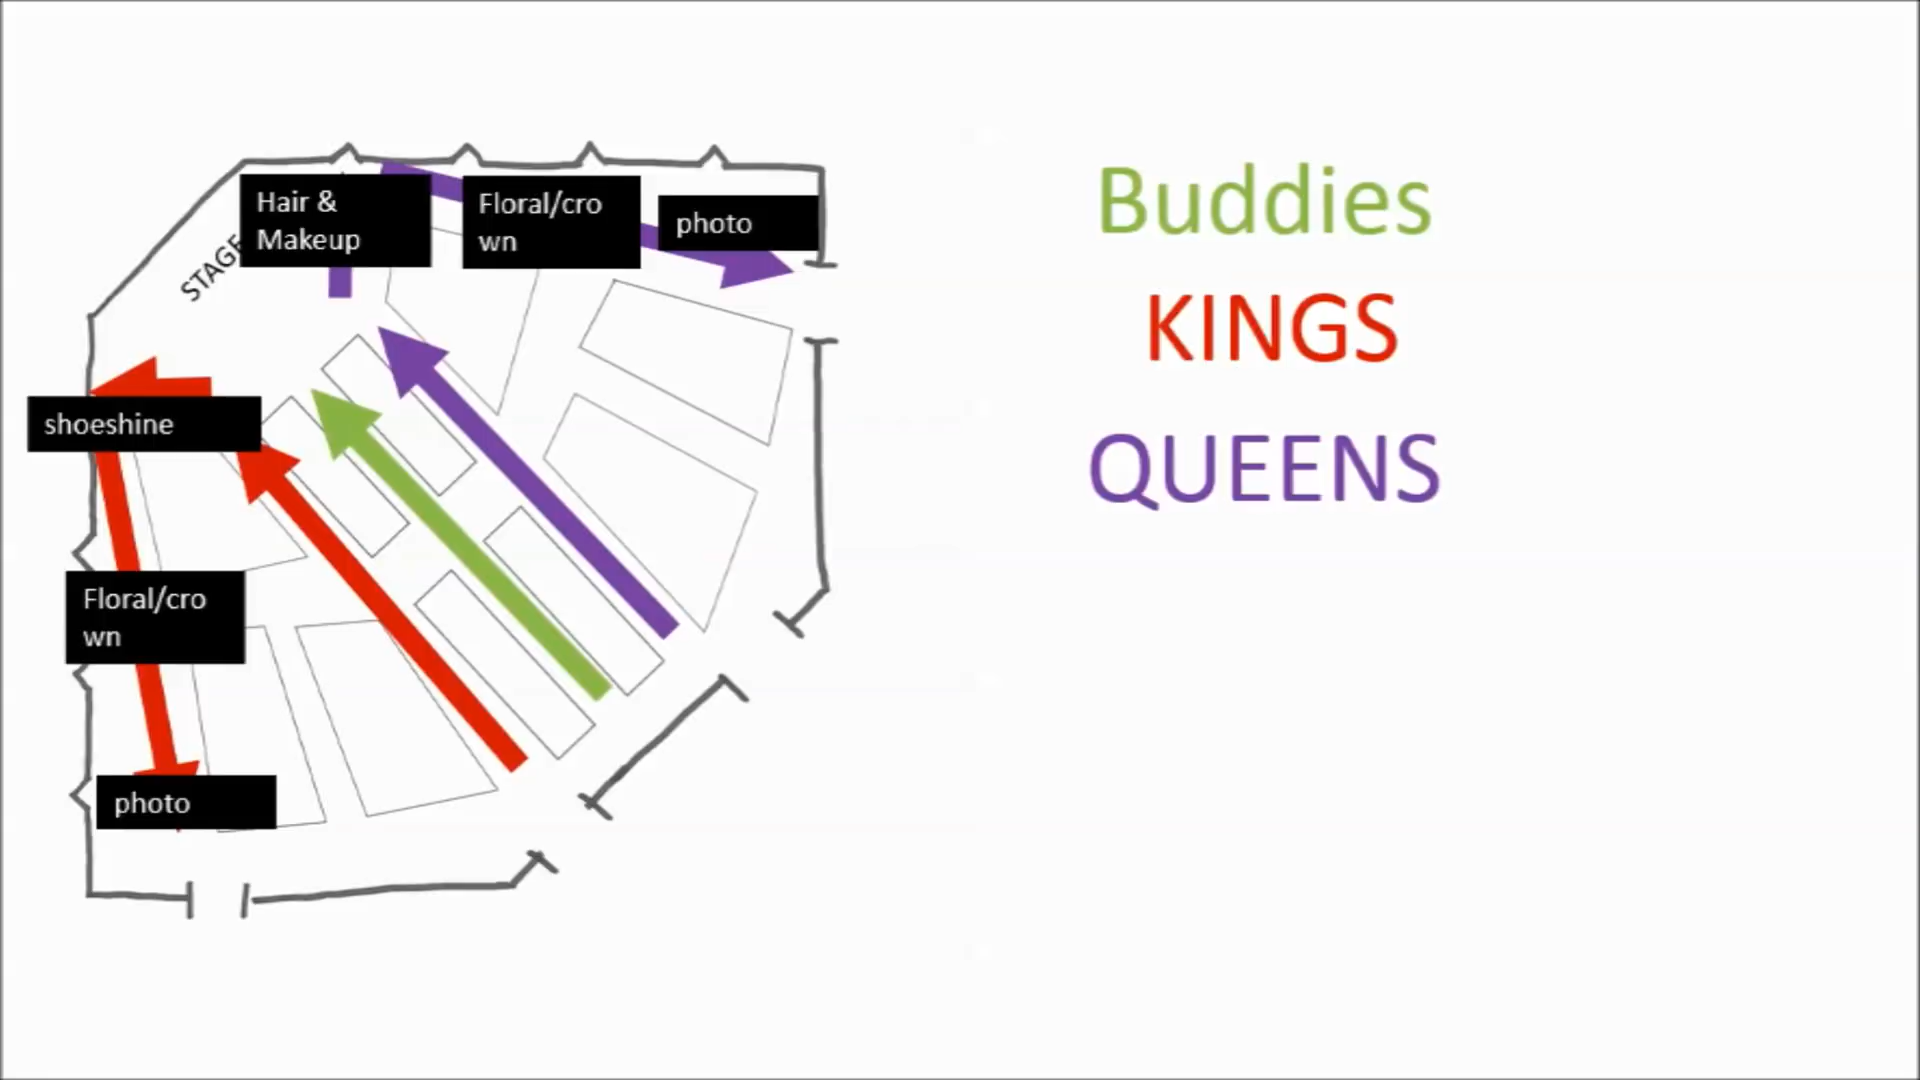 Hair &
Makeup
Floral/cro
wn
photo
STAGE
shoeshine
Floral/cro
wn
photo
Buddies
KINGS
QUEENS